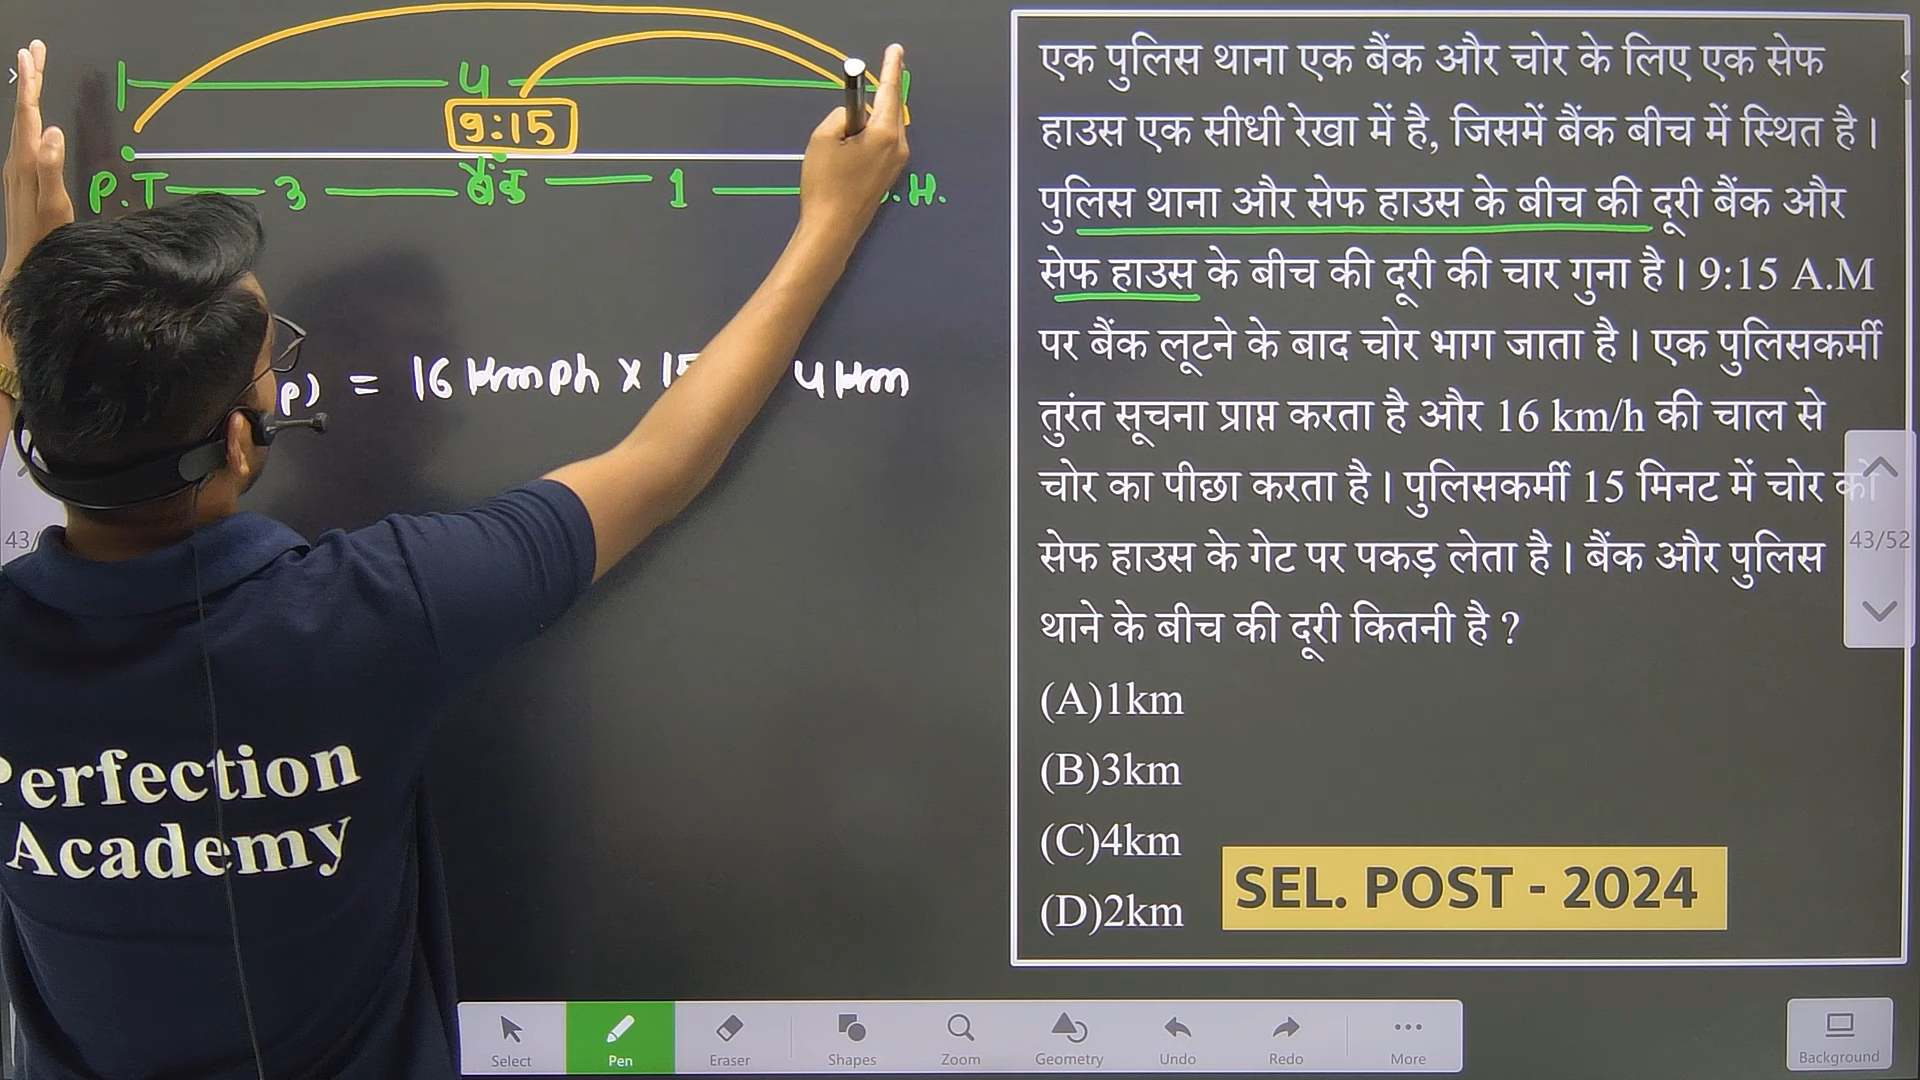 4
9:15
P.T 3 बैंक 1 .H.
P) = 16 Kmph x 15 4 Km
एक पुलिस थाना एक बैंक और चोर के लिए एक सेफ
हाउस एक सीधी रेखा में है, जिसमें बैंक बीच में स्थित है।
पुलिस थाना और सेफ हाउस के बीच की दूरी बैंक और
सेफ हाउस के बीच की दूरी की चार गुना है। 9:15 A.M
पर बैंक लूटने के बाद चोर भाग जाता है। एक पुलिसकर्मी
तुरंत सूचना प्राप्त करता है और 16 km/h की चाल से
चोर का पीछा करता है। पुलिसकर्मी 15 मिनट में चोर को
सेफ हाउस के गेट पर पकड़ लेता है। बैंक और पुलिस
थाने के बीच की दूरी कितनी है ?
(A)1km
(B)3km
(C)4km
(D)2km
SEL. POST - 2024
43/
43/52
Perfection
Academy
Select Pen Eraser Shapes Zoom Geometry Undo Redo More Background